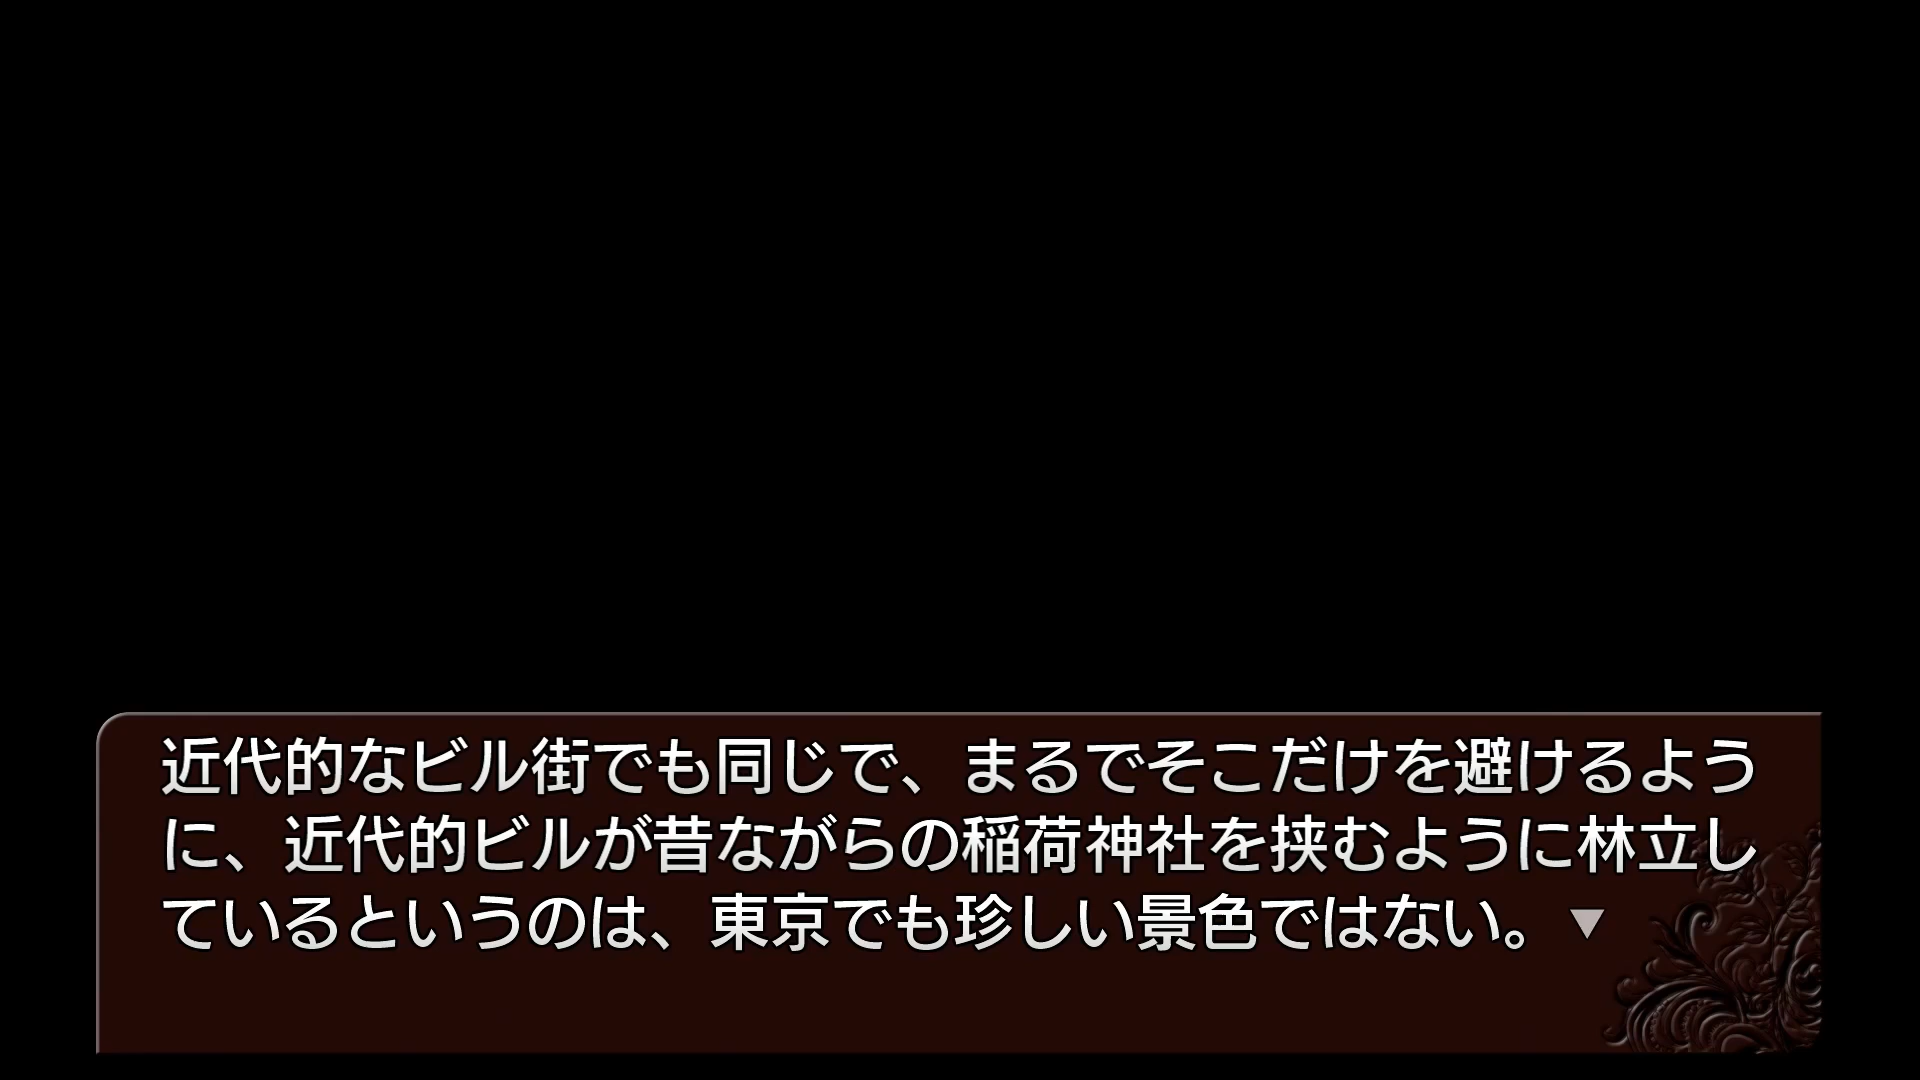 近代的なビル街でも同じで、まるでそこだけを避けるよう
に、近代的ビルが昔ながらの稲荷神社を挟むように林立し
ているというのは、東京でも珍しい景色ではない。▼